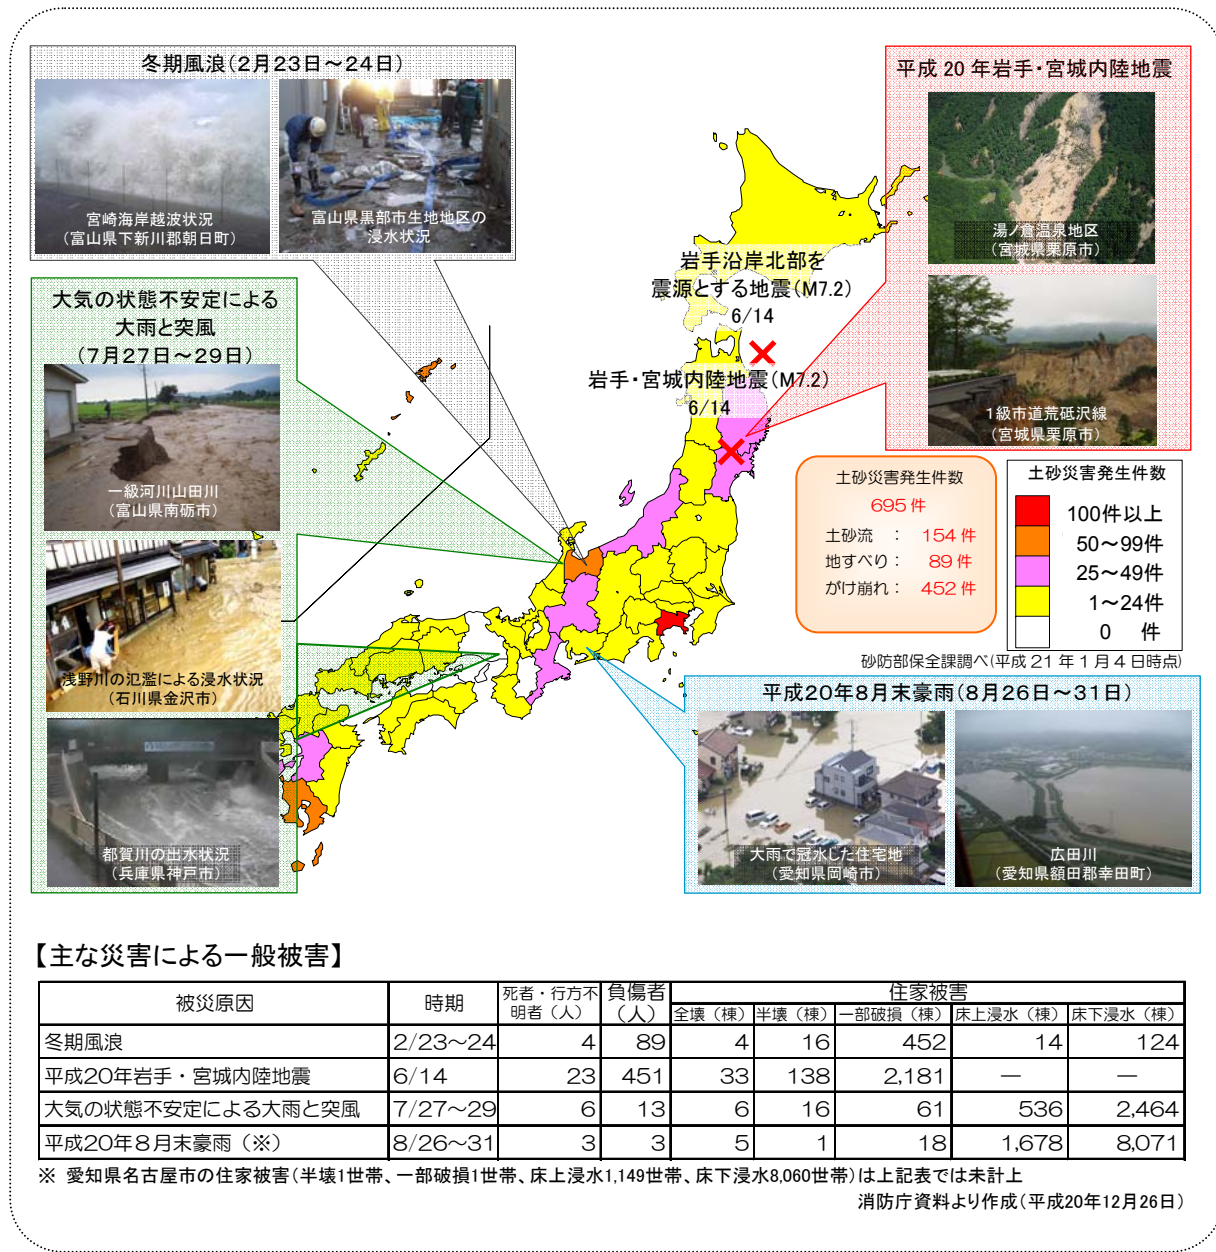 冬期風浪(2月23日～24日)
宮崎海岸越波状況
(富山県下新川郡朝日町)
富山県黒部市生地地区の
浸水状況
平成 20 年岩手・宮城内陸地震
湯ノ倉温泉地区
(宮城県栗原市)
1級市道荒砥沢線
(宮城県栗原市)
岩手沿岸北部を
震源とする地震(M7.2)
6/14
岩手・宮城内陸地震(M7.2)
6/14
大気の状態不安定による
大雨と突風
(7月27日～29日)
一級河川山田川
(富山県南砺市)
浅野川の氾濫による浸水状況
(石川県金沢市)
都賀川の出水状況
(兵庫県神戸市)
土砂災害発生件数
695 件
土砂流 : 154 件
地すべり : 89 件
がけ崩れ : 452 件
土砂災害発生件数
100件以上
50～99件
25～49件
1～24件
0 件
砂防部保全課調べ(平成 21 年 1 月 4 日時点)
平成20年8月末豪雨(8月26日～31日)
大雨で冠水した住宅地
(愛知県岡崎市)
広田川
(愛知県額田郡幸田町)
【主な災害による一般被害】
被災原因 時期 死者・行方不明者(人) 負傷者(人) 住家被害
全壊(棟) 半壊(棟) 一部破損(棟) 床上浸水(棟) 床下浸水(棟)
冬期風浪 2/23～24 4 89 4 16 452 14 124
平成20年岩手・宮城内陸地震 6/14 23 451 33 138 2,181 — —
大気の状態不安定による大雨と突風 7/27～29 6 13 6 16 61 536 2,464
平成20年8月末豪雨(※) 8/26～31 3 3 5 1 18 1,678 8,071
※ 愛知県名古屋市の住家被害(半壊1世帯、一部破損1世帯、床上浸水1,149世帯、床下浸水8,060世帯)は上記表では未計上
消防庁資料より作成(平成20年12月26日)